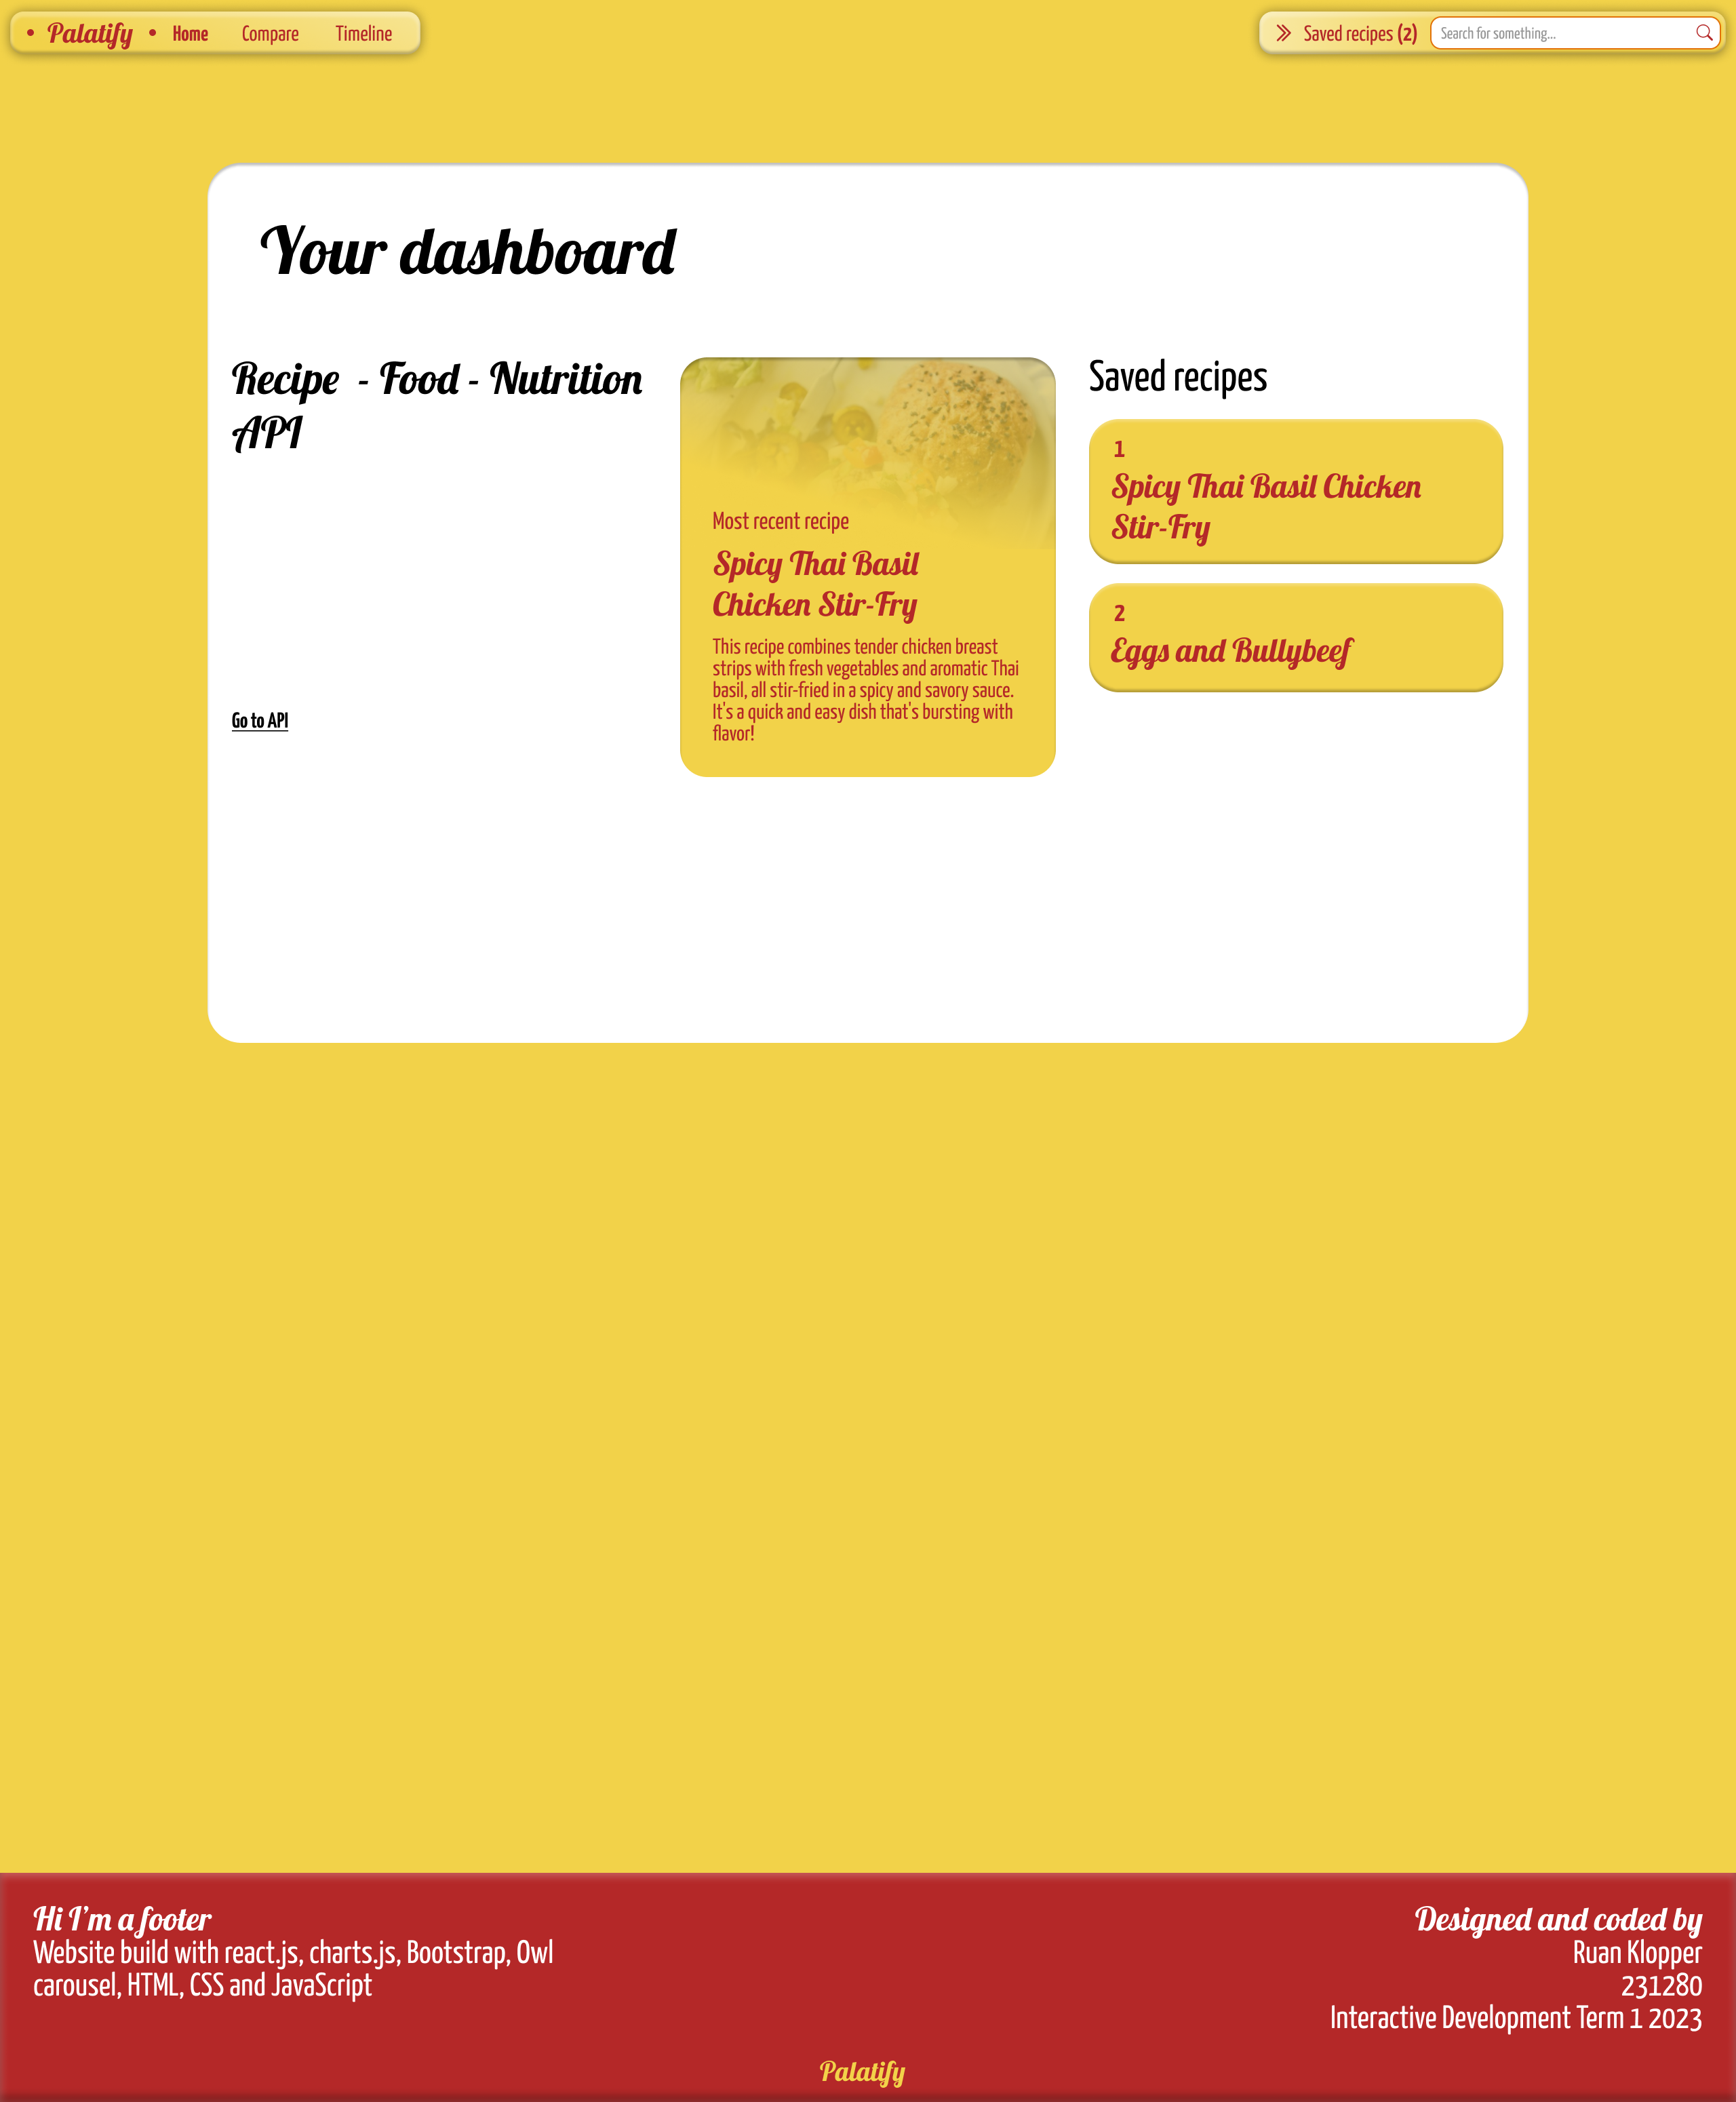 • Palatify • Home Compare Timeline
Saved recipes (2) Search for something...
Your dashboard
Recipe - Food - Nutrition
API
Go to API
Most recent recipe
Spicy Thai Basil
Chicken Stir-Fry
This recipe combines tender chicken breast
strips with fresh vegetables and aromatic Thai
basil, all stir-fried in a spicy and savory sauce.
It's a quick and easy dish that's bursting with
flavor!
Saved recipes
1
Spicy Thai Basil Chicken
Stir-Fry
2
Eggs and Bullybeef
Hi I'm a footer
Website build with react.js, charts.js, Bootstrap, Owl
carousel, HTML, CSS and JavaScript
Designed and coded by
Ruan Klopper
231280
Interactive Development Term 1 2023
Palatify